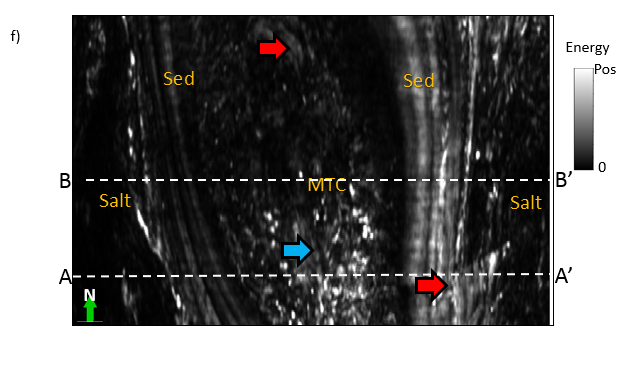 f)
Energy
Pos
0
Sed
Sed
B
MTC
B'
Salt
Salt
A
A'
N